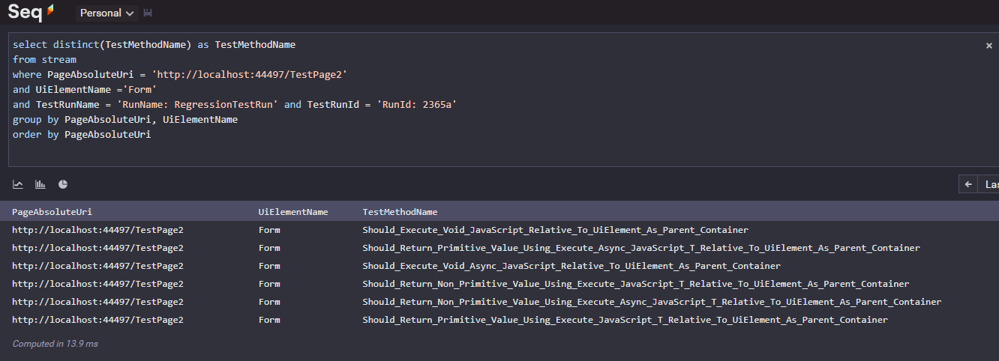 Seq
Personal
select distinct(TestMethodName) as TestMethodName
from stream
where PageAbsoluteUri = 'http://localhost:44497/TestPage2'
and UiElementName ='Form'
and TestRunName = 'RunName: RegressionTestRun' and TestRunId = 'RunId: 2365a'
group by PageAbsoluteUri, UiElementName
order by PageAbsoluteUri
PageAbsoluteUri UiElementName TestMethodName
http://localhost:44497/TestPage2 Form Should_Execute_Void_JavaScript_Relative_To_UiElement_As_Parent_Container
http://localhost:44497/TestPage2 Form Should_Return_Primitive_Value_Using_Execute_Async_JavaScript_T_Relative_To_UiElement_As_Parent_Container
http://localhost:44497/TestPage2 Form Should_Execute_Void_Async_JavaScript_Relative_To_UiElement_As_Parent_Container
http://localhost:44497/TestPage2 Form Should_Return_Non_Primitive_Value_Using_Execute_JavaScript_T_Relative_To_UiElement_As_Parent_Container
http://localhost:44497/TestPage2 Form Should_Return_Non_Primitive_Value_Using_Execute_Async_JavaScript_T_Relative_To_UiElement_As_Parent_Container
http://localhost:44497/TestPage2 Form Should_Return_Primitive_Value_Using_Execute_JavaScript_T_Relative_To_UiElement_As_Parent_Container
Computed in 13.9 ms